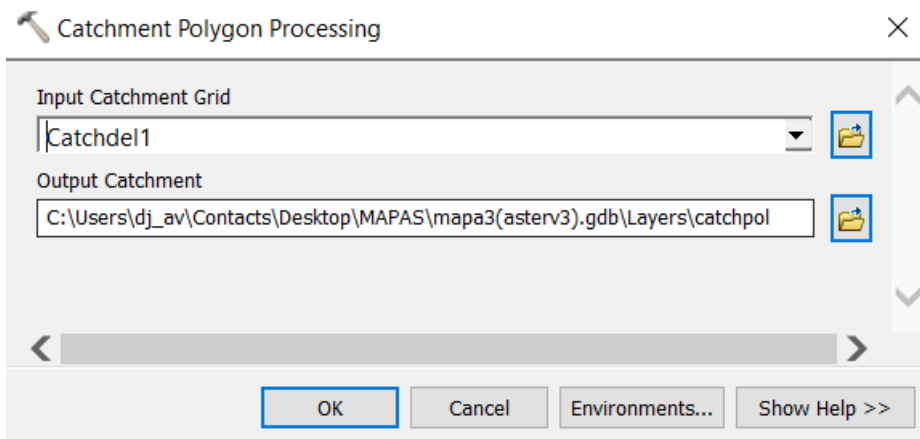 Catchment Polygon Processing
Input Catchment Grid
Catchdel1
Output Catchment
C:\Users\dj_av\Contacts\Desktop\MAPAS\mapa3(asterv3).gdb\Layers\catchpol
OK Cancel Environments... Show Help >>